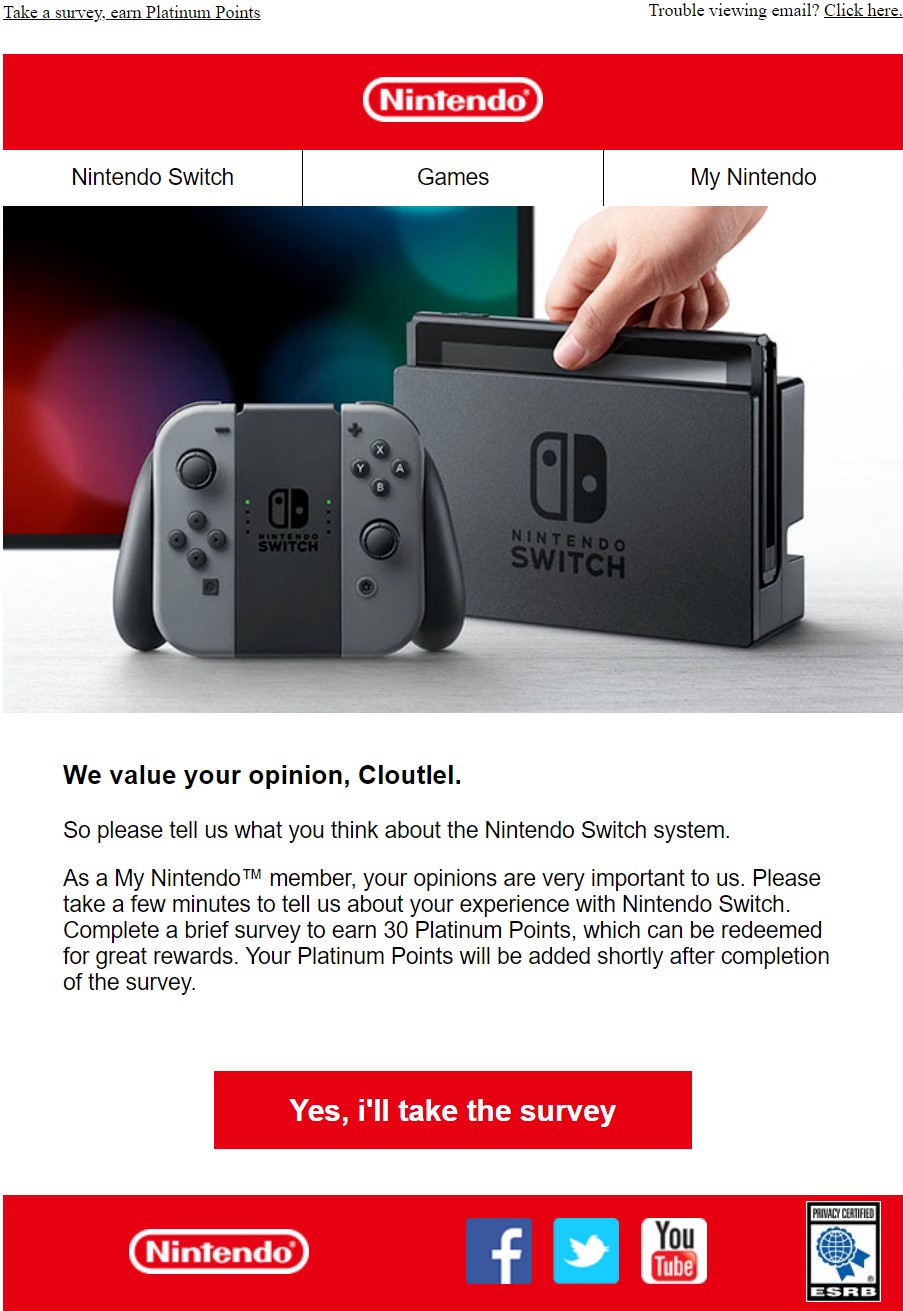 Take a survey, earn Platinum Points
Trouble viewing email? Click here.
Nintendo®
Nintendo Switch
Games
My Nintendo
X
Y
A
B
NINTENDO
SWITCH
NINTENDO
SWITCH
We value your opinion, Cloutlel.
So please tell us what you think about the Nintendo Switch system.
As a My Nintendo™ member, your opinions are very important to us. Please
take a few minutes to tell us about your experience with Nintendo Switch.
Complete a brief survey to earn 30 Platinum Points, which can be redeemed
for great rewards. Your Platinum Points will be added shortly after completion
of the survey.
Yes, i'll take the survey
Nintendo®
f
You
Tube
PRIVACY CERTIFIED
®
ESRB